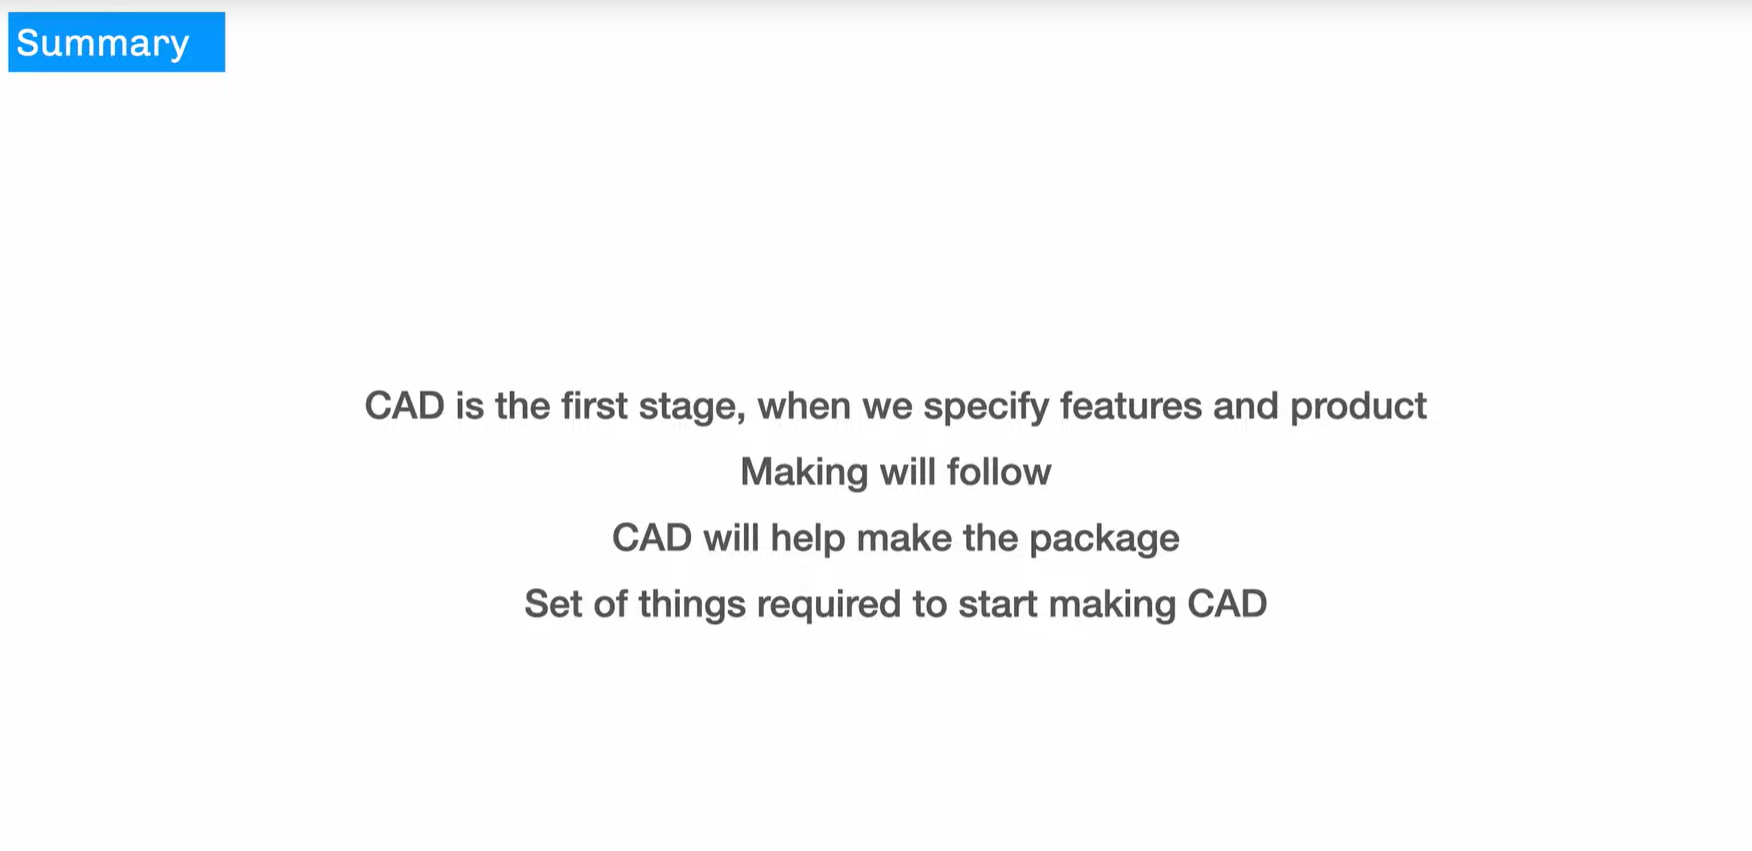 Summary
CAD is the first stage, when we specify features and product
Making will follow
CAD will help make the package
Set of things required to start making CAD